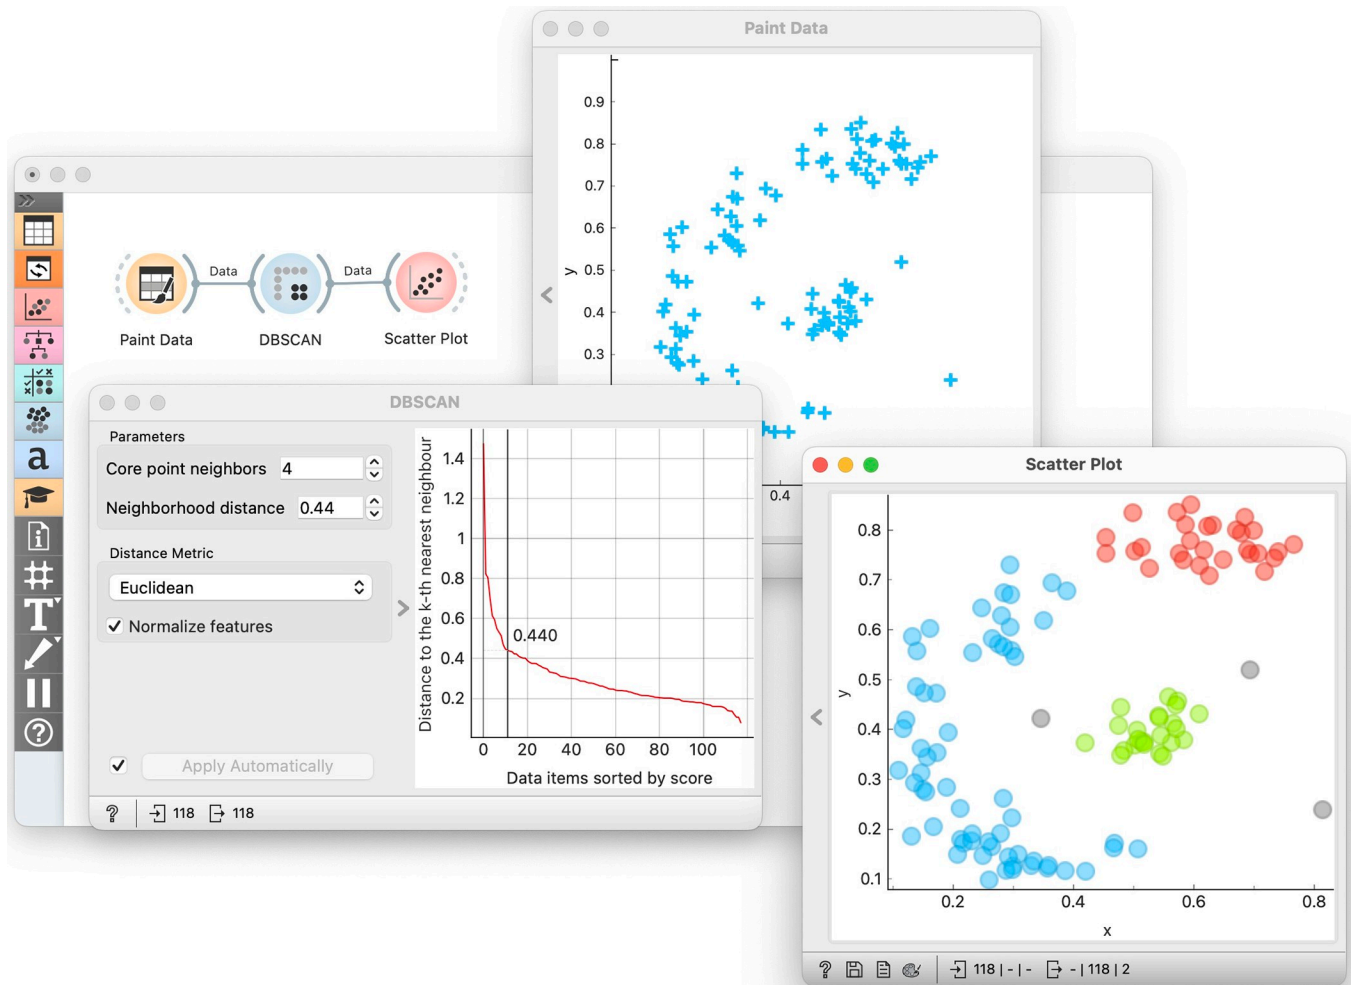 Paint Data
0.9
0.8
0.7
0.6
0.5
0.4
0.3
y
0.4
Data
Data
Paint Data
DBSCAN
Scatter Plot
a
T
?
DBSCAN
Parameters
Core point neighbors 4
Neighborhood distance 0.44
Distance Metric
Euclidean
Normalize features
Apply Automatically
Distance to the k-th nearest neighbour
1.4
1.2
1
0.8
0.6
0.4
0.2
0.440
0 20 40 60 80 100
Data items sorted by score
? 118 118
Scatter Plot
0.8
0.7
0.6
0.5
0.4
0.3
0.2
0.1
y
0.2 0.4 0.6 0.8
x
? 118 | - | - - | 118 | 2